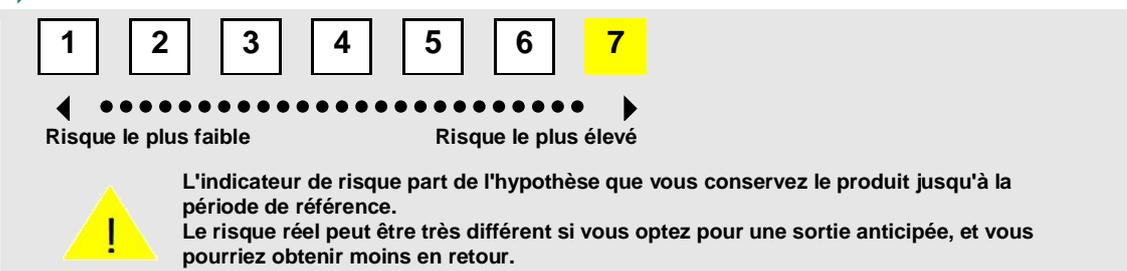 1 2 3 4 5 6 7
Risque le plus faible Risque le plus élevé
L'indicateur de risque part de l'hypothèse que vous conservez le produit jusqu'à la
période de référence.
Le risque réel peut être très différent si vous optez pour une sortie anticipée, et vous
pourriez obtenir moins en retour.
!